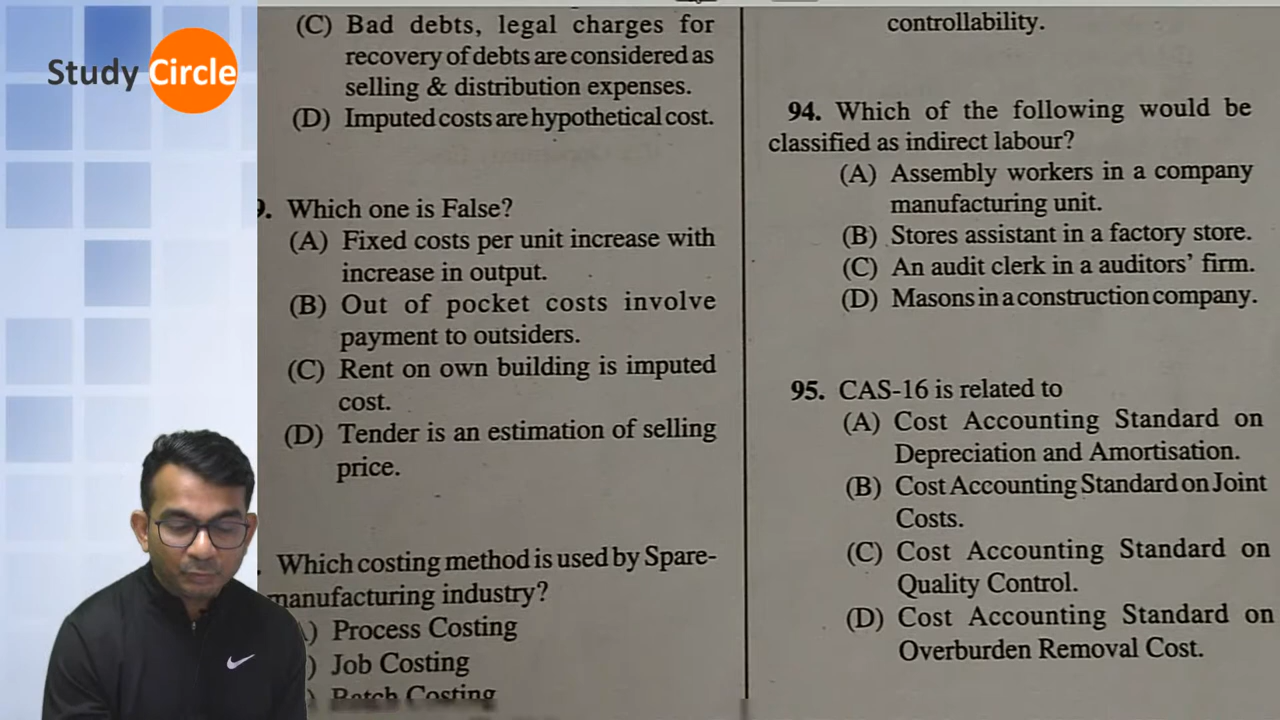 Study Circle
(C) Bad debts, legal charges for
recovery of debts are considered as
selling & distribution expenses.
(D) Imputed costs are hypothetical cost.
9. Which one is False?
(A) Fixed costs per unit increase with
increase in output.
(B) Out of pocket costs involve
payment to outsiders.
(C) Rent on own building is imputed
cost.
(D) Tender is an estimation of selling
price.
. Which costing method is used by Spare-
manufacturing industry?
) Process Costing
) Job Costing
) Batch Costing
controllability.
94. Which of the following would be
classified as indirect labour?
(A) Assembly workers in a company
manufacturing unit.
(B) Stores assistant in a factory store.
(C) An audit clerk in a auditors' firm.
(D) Masons in a construction company.
95. CAS-16 is related to
(A) Cost Accounting Standard on
Depreciation and Amortisation.
(B) Cost Accounting Standard on Joint
Costs.
(C) Cost Accounting Standard on
Quality Control.
(D) Cost Accounting Standard on
Overburden Removal Cost.